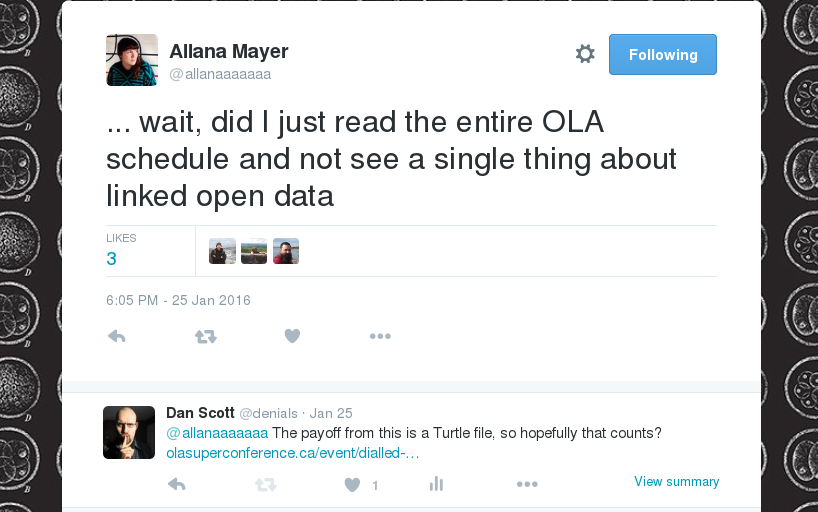 Allana Mayer
@allanaaaaaaa
Following
... wait, did I just read the entire OLA
schedule and not see a single thing about
linked open data
LIKES
3
6:05 PM - 25 Jan 2016
Dan Scott @denials · Jan 25
@allanaaaaaaa The payoff from this is a Turtle file, so hopefully that counts?
olasuperconference.ca/event/dialled-…
1
View summary